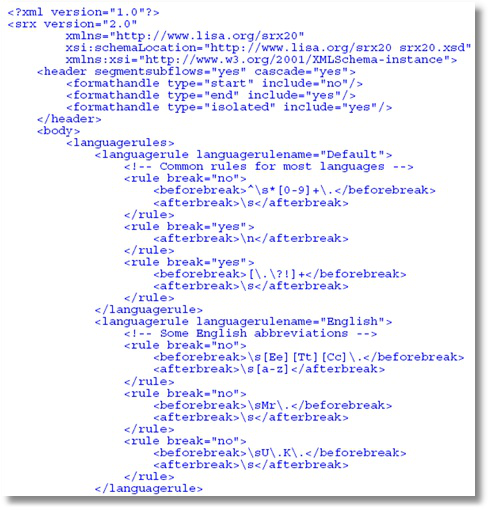 <?xml version="1.0"?>
<srx version="2.0"
xmlns="http://www.lisa.org/srx20"
xsi:schemaLocation="http://www.lisa.org/srx20 srx20.xsd"
xmlns:xsi="http://www.w3.org/2001/XMLSchema-instance">
<header segmentsubflows="yes" cascade="yes">
<formathandle type="start" include="no"/>
<formathandle type="end" include="yes"/>
<formathandle type="isolated" include="yes"/>
</header>
<body>
<languagerules>
<languagerule languagerulename="Default">
<!-- Common rules for most languages -->
<rule break="no">
<beforebreak>^\s*[0-9]+\.</beforebreak>
<afterbreak>\s</afterbreak>
</rule>
<rule break="yes">
<afterbreak>\n</afterbreak>
</rule>
<rule break="yes">
<beforebreak>[\.\?!]+</beforebreak>
<afterbreak>\s</afterbreak>
</rule>
</languagerule>
<languagerule languagerulename="English">
<!-- Some English abbreviations -->
<rule break="no">
<beforebreak>\s[Ee][Tt][Cc]\.</beforebreak>
<afterbreak>\s[a-z]</afterbreak>
</rule>
<rule break="no">
<beforebreak>\sMr\.</beforebreak>
<afterbreak>\s</afterbreak>
</rule>
<rule break="no">
<beforebreak>\sU\.K\.</beforebreak>
<afterbreak>\s</afterbreak>
</rule>
</languagerule>